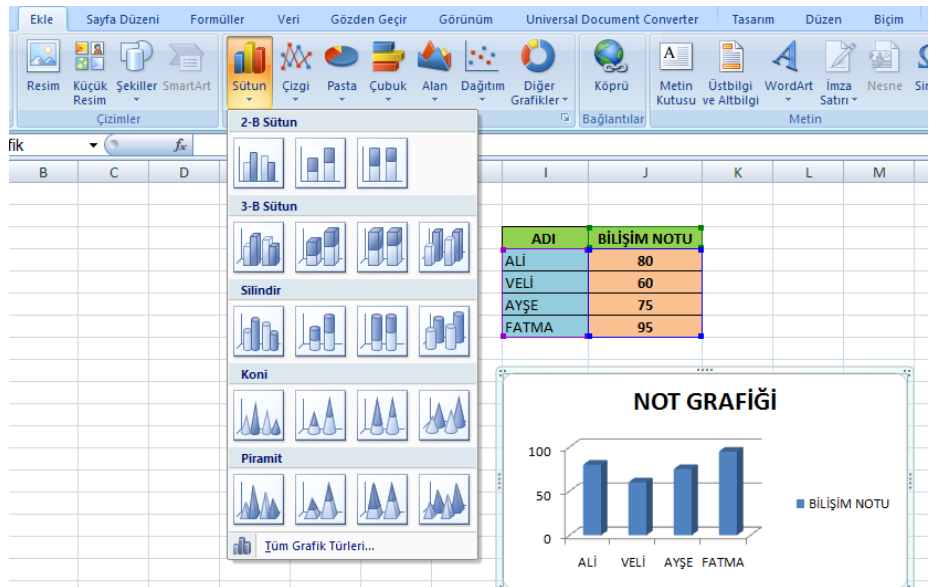 Ekle Sayfa Düzeni Formüller Veri Gözden Geçir Görünüm Universal Document Converter Tasarım Düzen Biçim
Resim Küçük Resim Şekiller SmartArt Sütun Çizgi Pasta Çubuk Alan Dağıtım Diğer Grafikler Köprü Metin Kutusu Üstbilgi ve Altbilgi WordArt İmza Satırı Nesne
Çizimler Bağlantılar Metin
2-B Sütun
fx
B C D I J K L M
3-B Sütun
ADI BİLİŞİM NOTU
ALİ 80
VELİ 60
AYŞE 75
FATMA 95
Silindir
Koni
Piramit
Tüm Grafik Türleri...
NOT GRAFİĞİ
100
50
0
ALİ VELİ AYŞE FATMA
BİLİŞİM NOTU